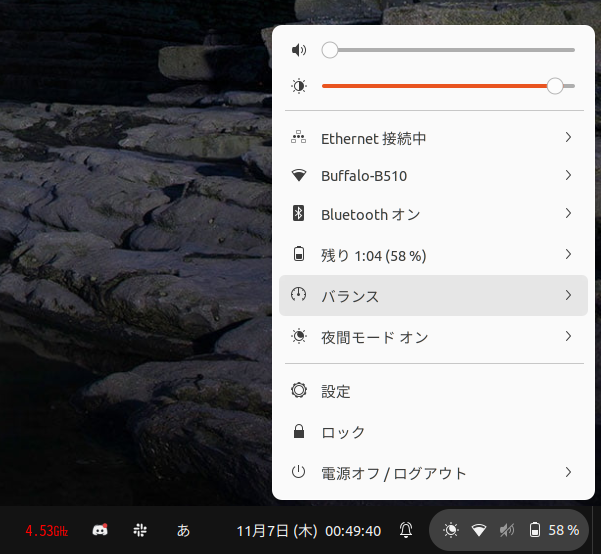 Ethernet 接続中
Buffalo-B510
Bluetooth オン
残り 1:04 (58 %)
バランス
夜間モード オン
設定
ロック
電源オフ / ログアウト
4.53GHz あ 11月7日 (木) 00:49:40 58 %